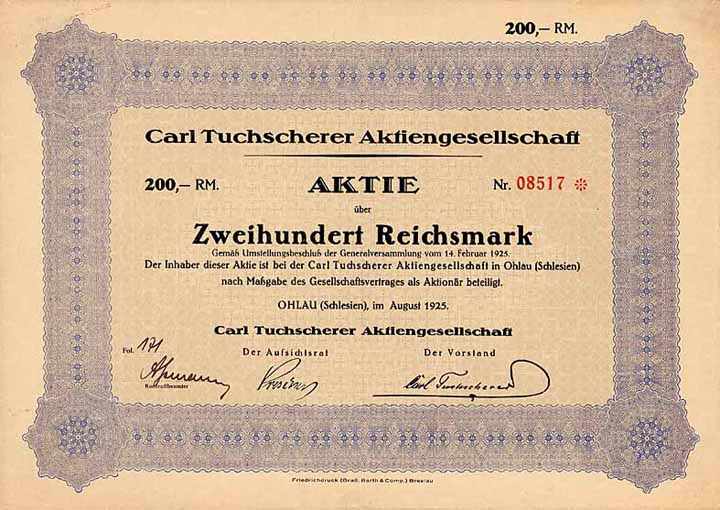 200,— RM.
Carl Tuchscherer Aktiengesellschaft
200,— RM. AKTIE Nr. 08517 *
über
Zweihundert Reichsmark
Gemäß Umstellungsbeschluß der Generalversammlung vom 14. Februar 1925.
Der Inhaber dieser Aktie ist bei der Carl Tuchscherer Aktiengesellschaft in Ohlau (Schlesien)
nach Maßgabe des Gesellschaftsvertrages als Aktionär beteiligt.
OHLAU (Schlesien), im August 1925.
Carl Tuchscherer Aktiengesellschaft
Fol. 171 Der Aufsichtsrat Der Vorstand
Carl Tuchscherer
Kontrollbeamter
Friedrichdruck (Graß, Barth & Comp.) Breslau